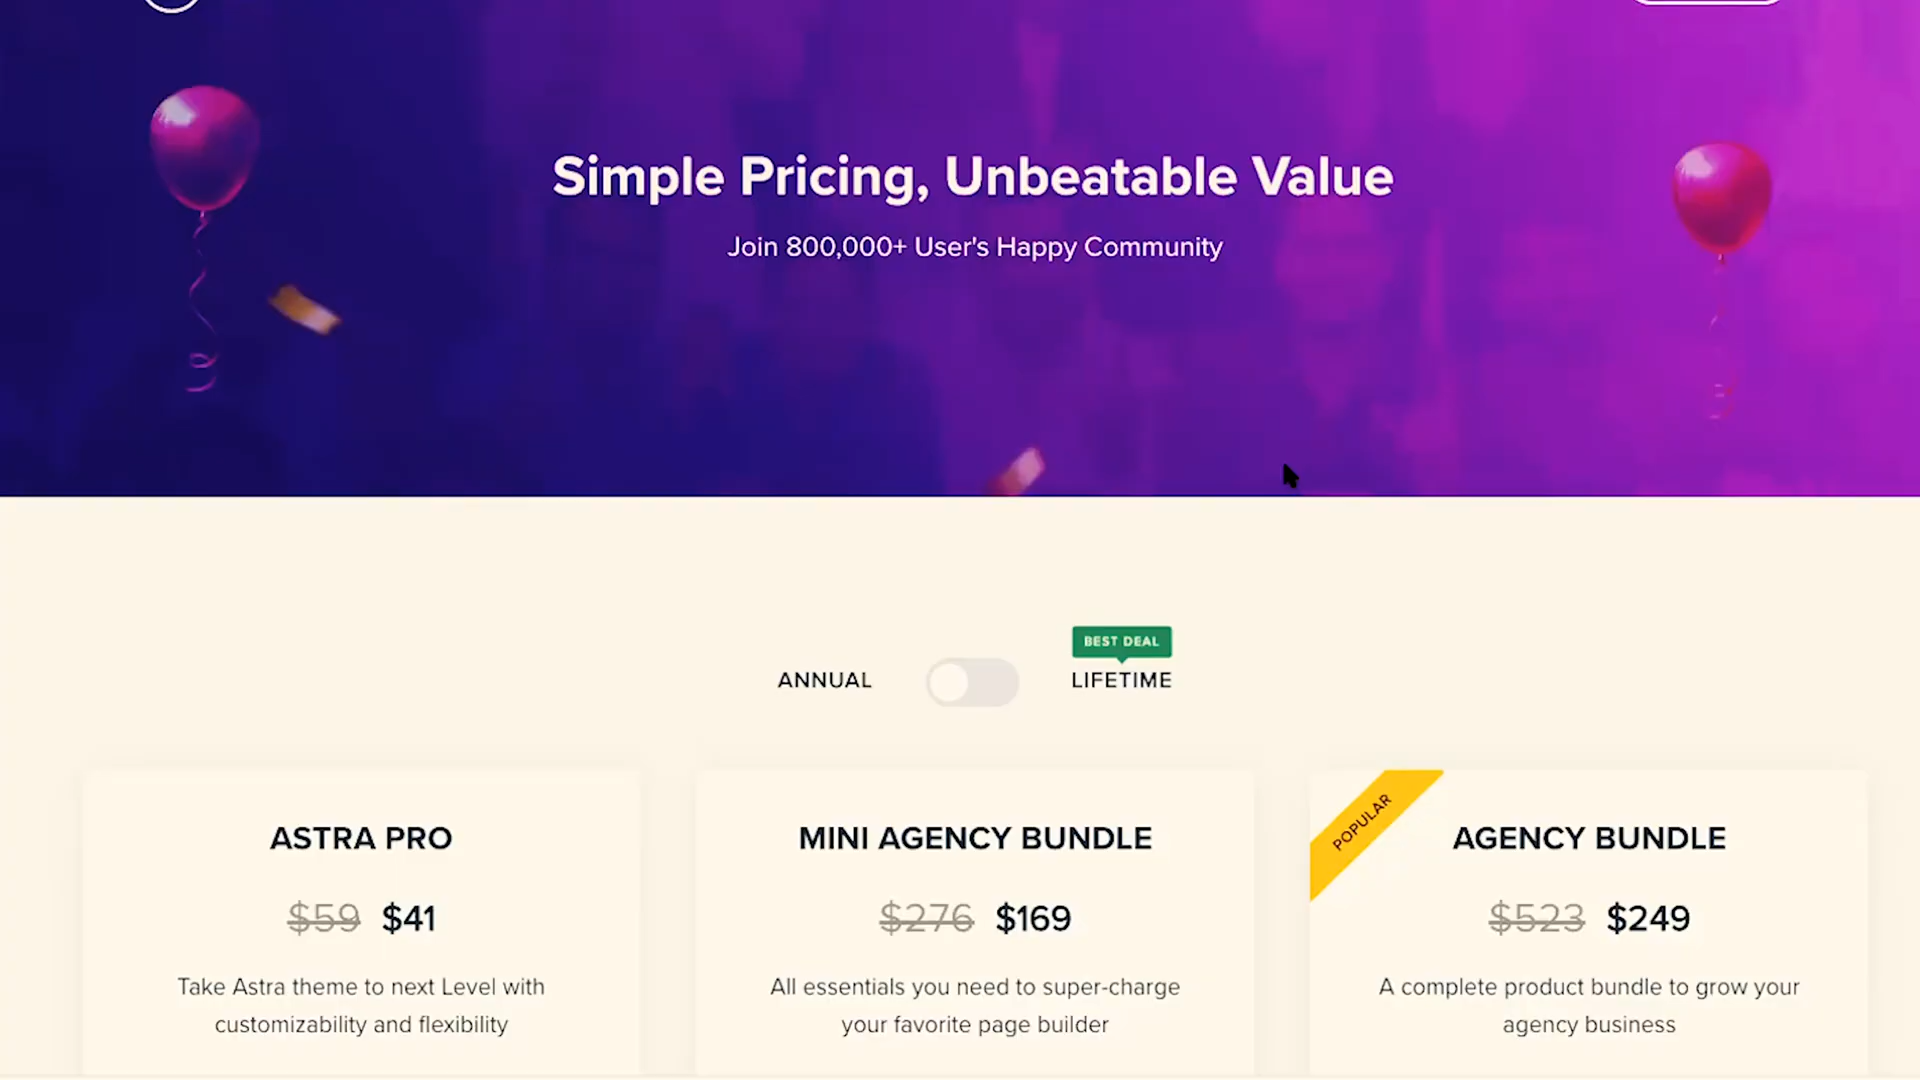 Simple Pricing, Unbeatable Value
Join 800,000+ User's Happy Community
BEST DEAL
ANNUAL
LIFETIME
ASTRA PRO
$59 $41
Take Astra theme to next Level with
customizability and flexibility
MINI AGENCY BUNDLE
$276 $169
All essentials you need to super-charge
your favorite page builder
POPULAR
AGENCY BUNDLE
$523 $249
A complete product bundle to grow your
agency business